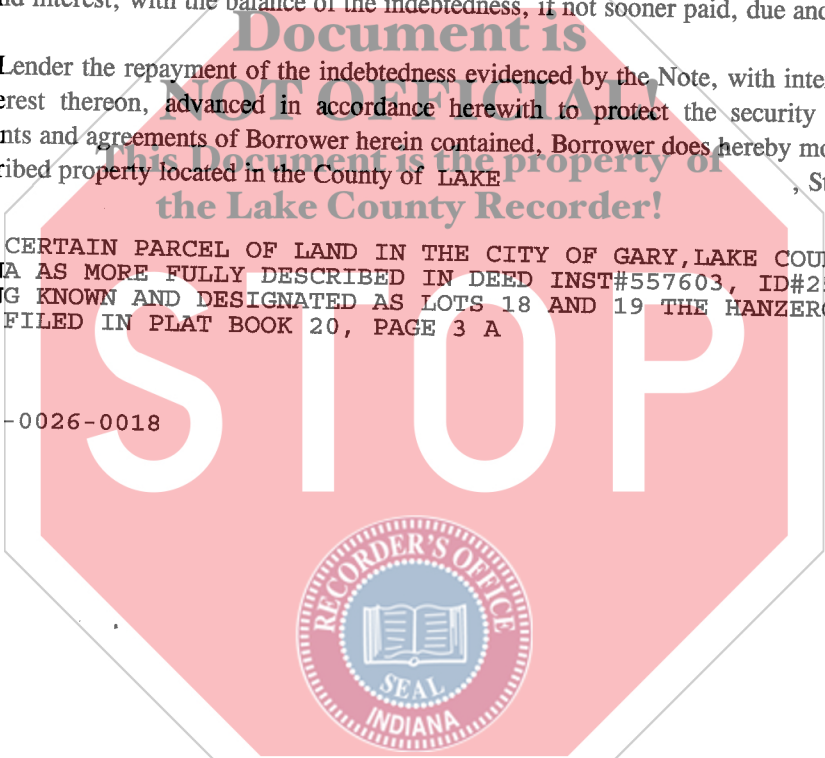 nd interest, with the balance of the indebtedness, if not sooner paid, due and
Document is
Lender the repayment of the indebtedness evidenced by the Note, with inte
NOT OFFICIAL!
erest thereon, advanced in accordance herewith to protect the security
nts and agreements of Borrower herein contained, Borrower does hereby mo
This Document is the property of
ribed property located in the County of LAKE , St
the Lake County Recorder!
CERTAIN PARCEL OF LAND IN THE CITY OF GARY, LAKE COU
A AS MORE FULLY DESCRIBED IN DEED INST#557603, ID#2
G KNOWN AND DESIGNATED AS LOTS 18 AND 19 THE HANZER
FILED IN PLAT BOOK 20, PAGE 3 A
STOP
-0026-0018
RECORDER'S OFFICE
SEAL
INDIANA